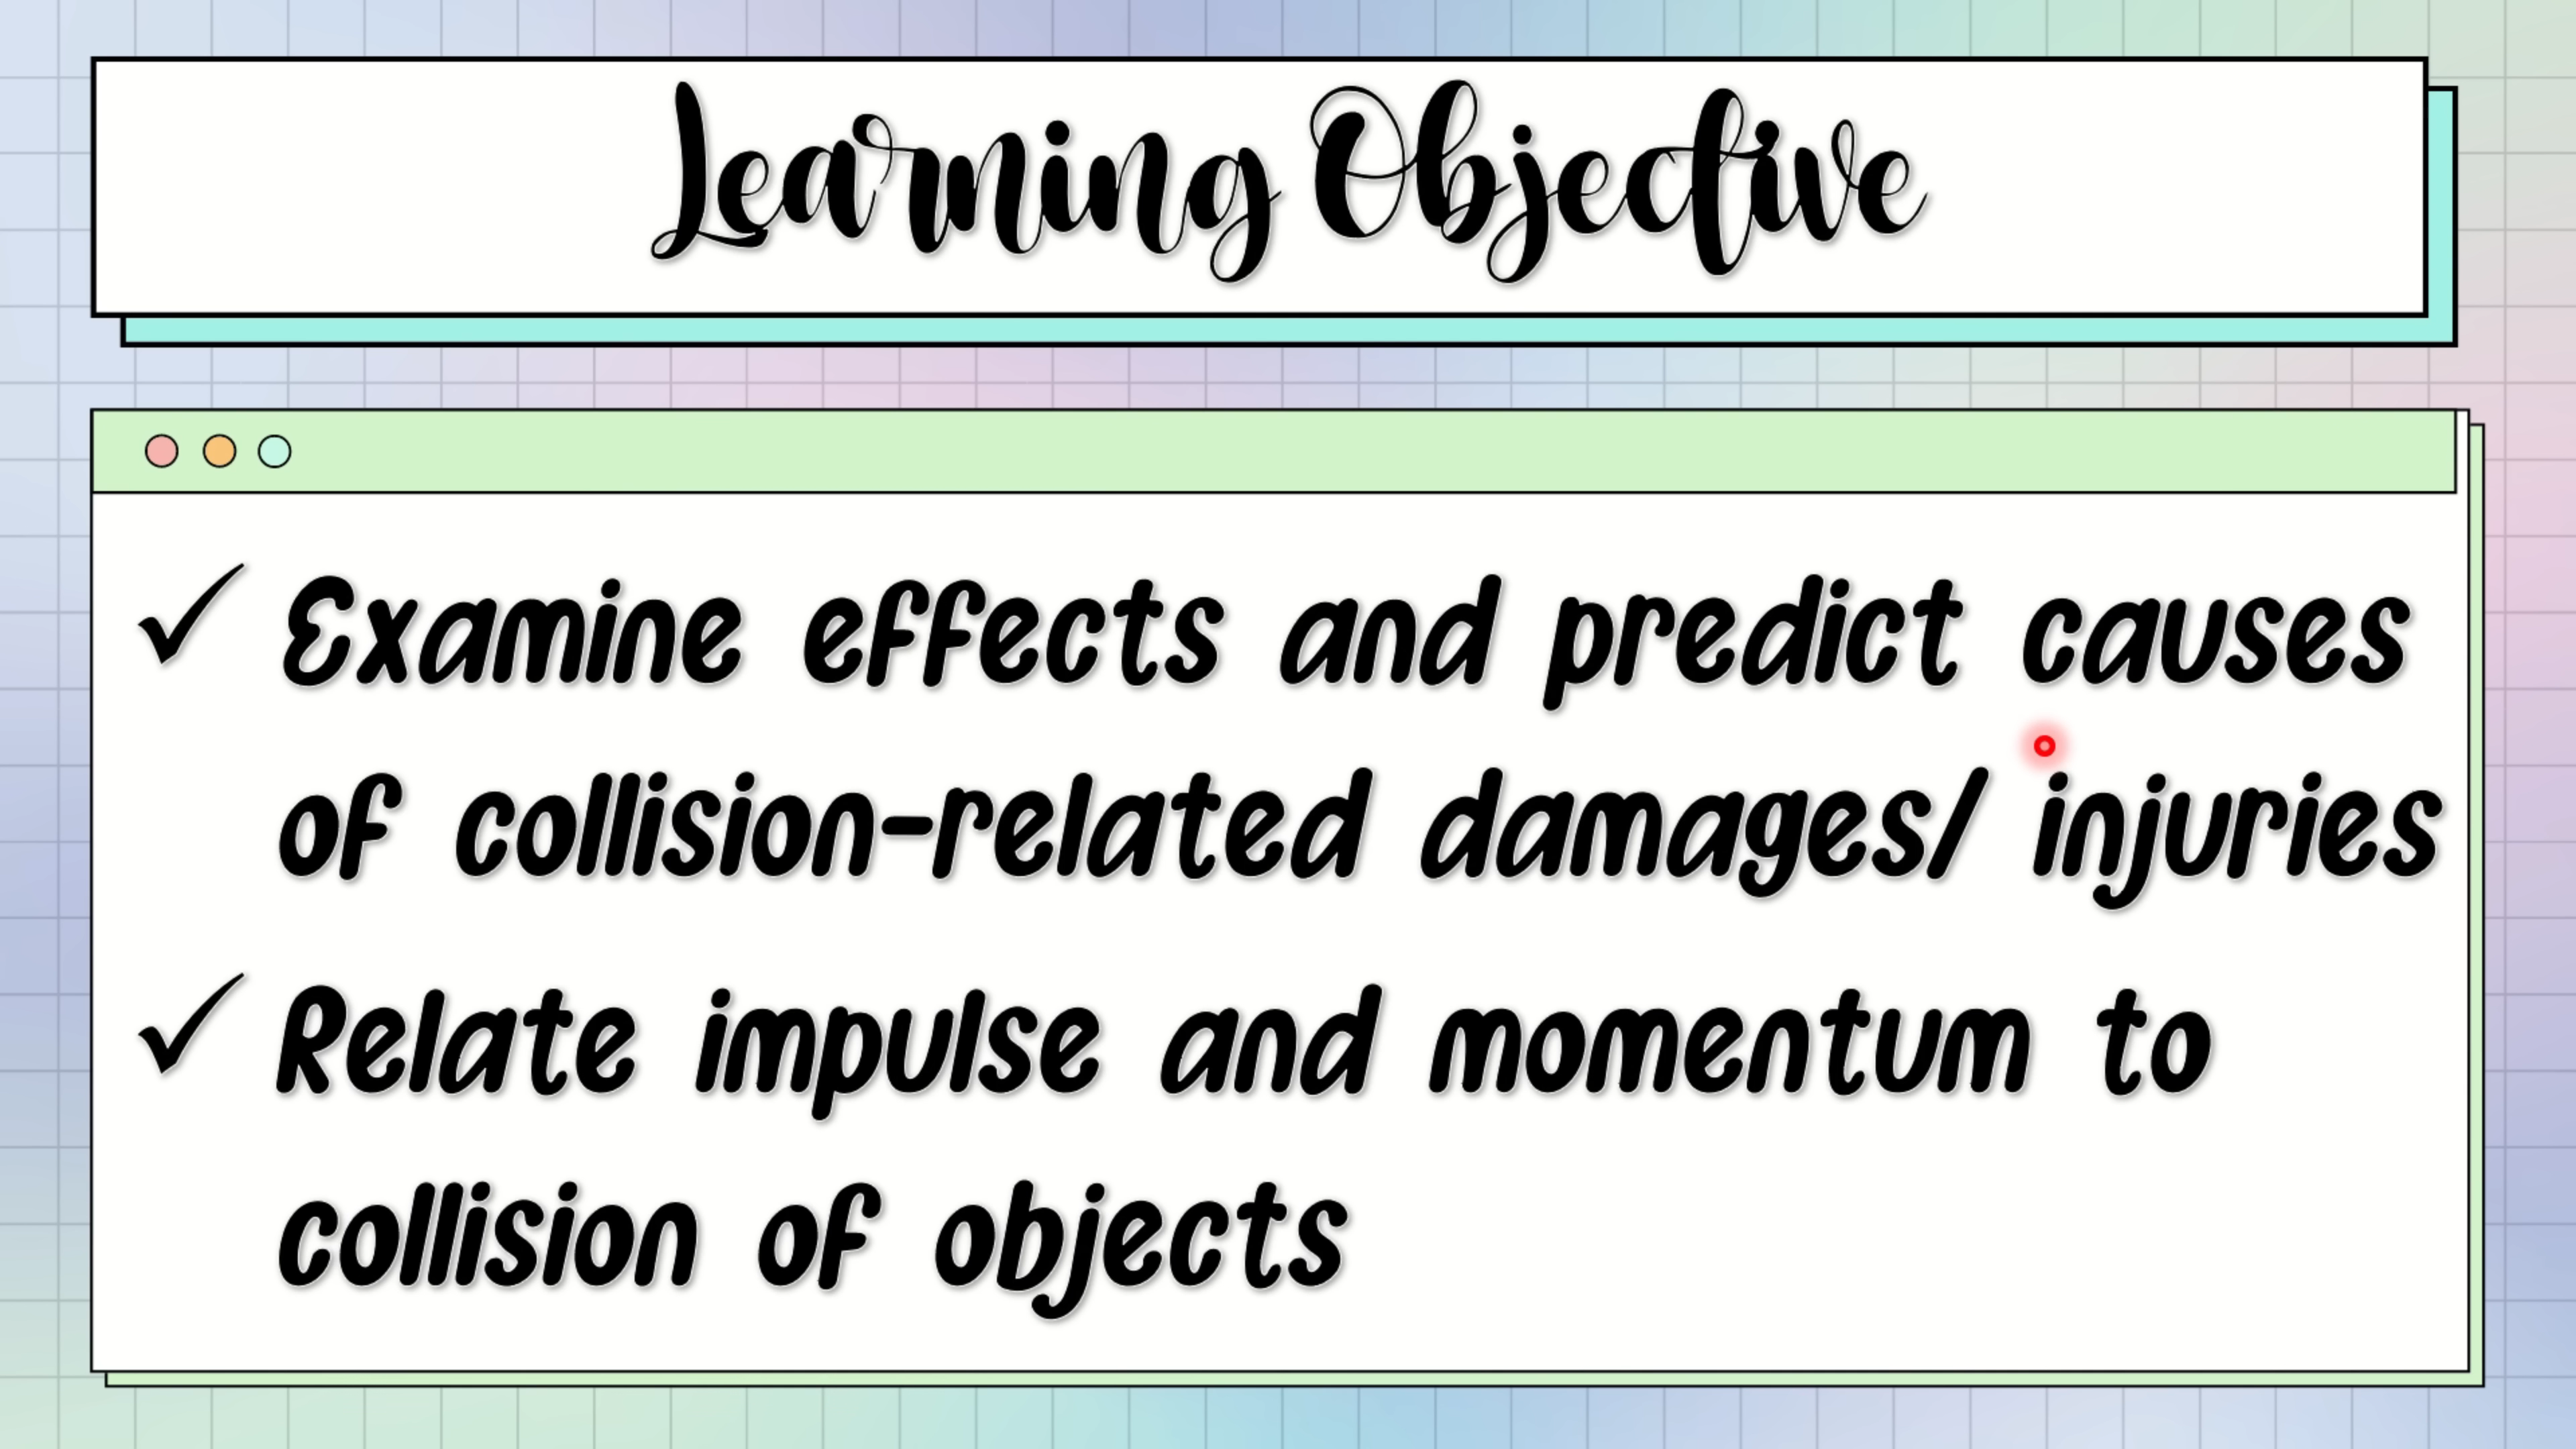 Learning Objective
✓ Examine effects and predict causes
of collision-related damages/ injuries
✓ Relate impulse and momentum to
collision of objects